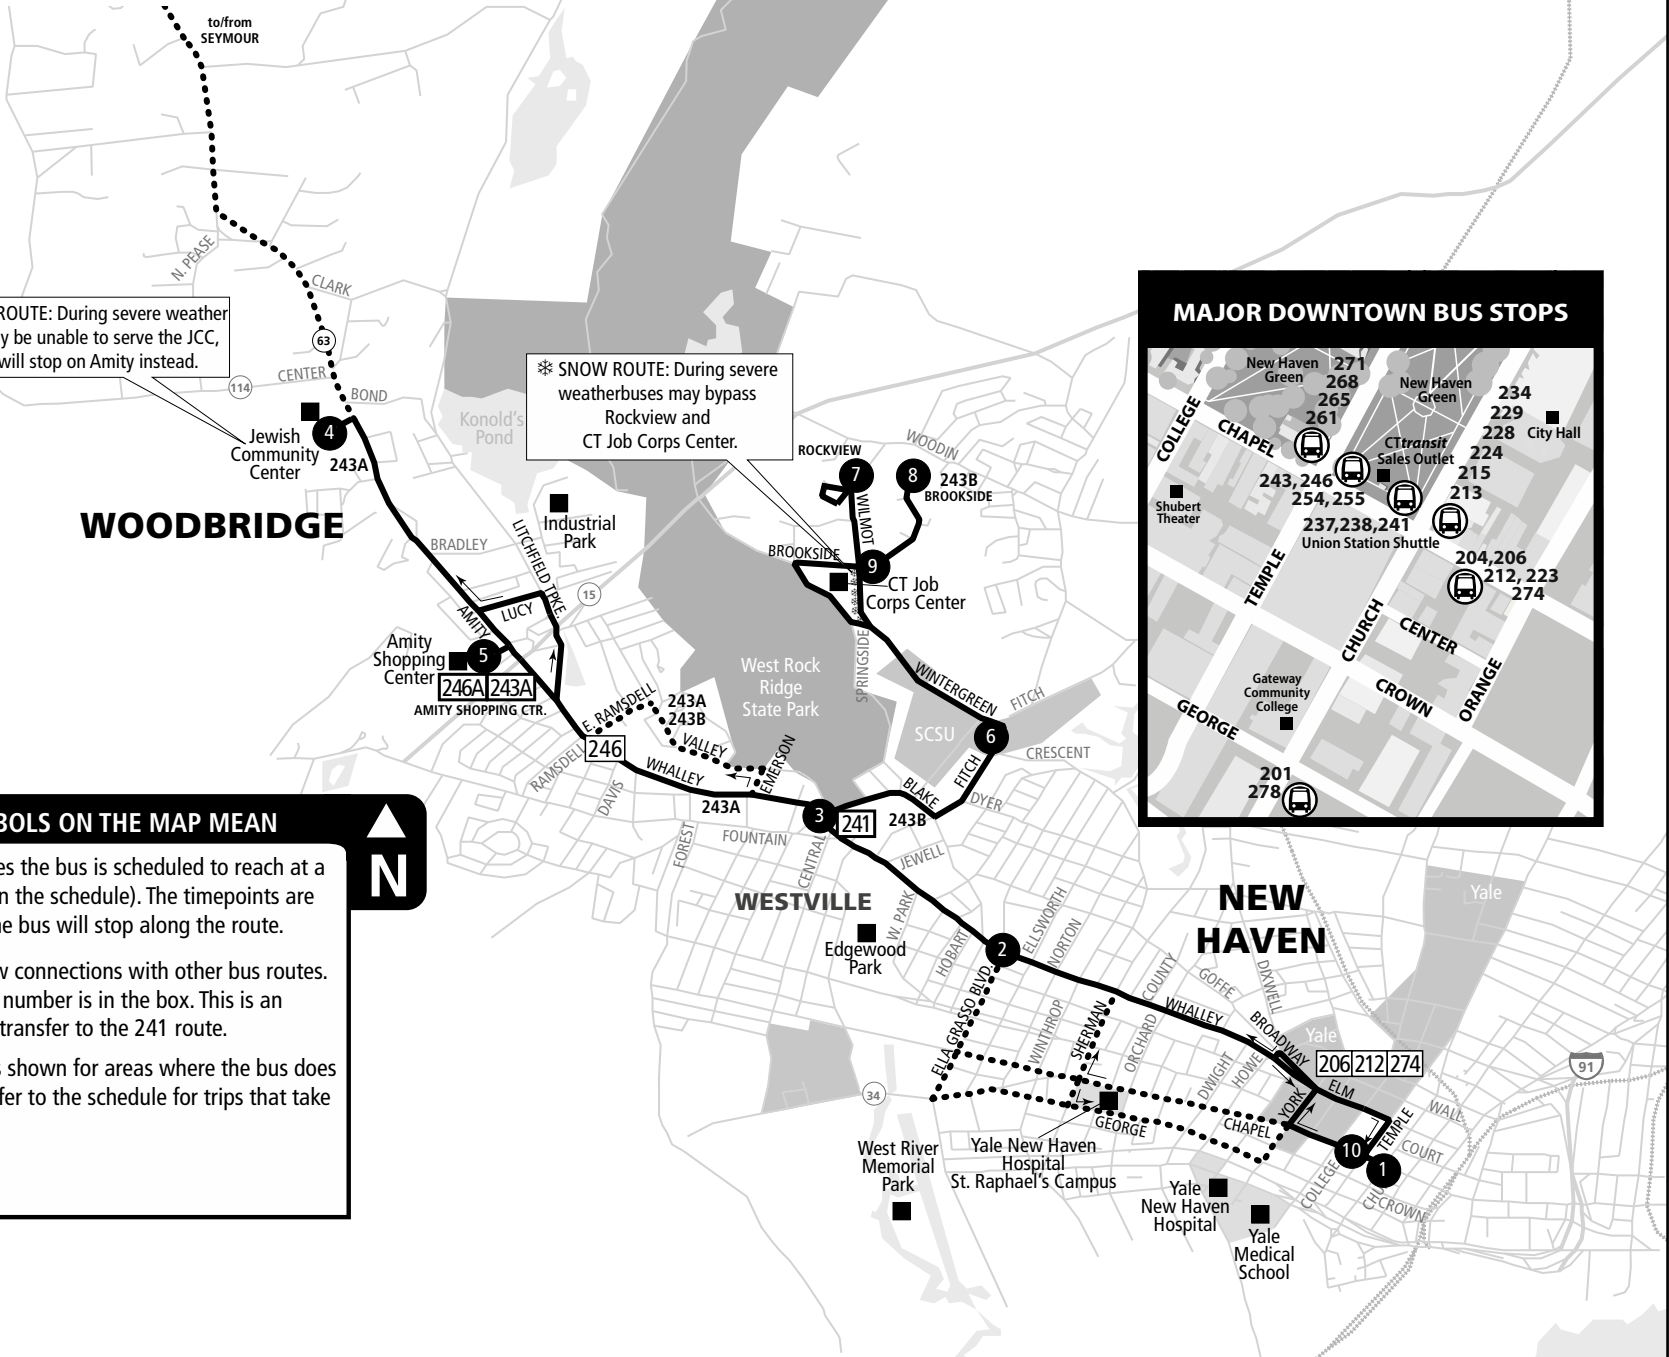 to/from
SEYMOUR
N. PEASE
CLARK
ROUTE: During severe weather
y be unable to serve the JCC,
will stop on Amity instead.
63
114
CENTER
BOND
Jewish
Community
Center
4
243A
WOODBRIDGE
Konold's
Pond
❄ SNOW ROUTE: During severe
weatherbuses may bypass
Rockview and
CT Job Corps Center.
ROCKVIEW
7
8
WOODIN
243B
BROOKSIDE
WILMOT
BROOKSIDE
9
CT Job
Corps Center
Industrial
Park
LITCHFIELD TPKE.
BRADLEY
15
LUCY
AMITY
Amity
Shopping
Center
5
246A 243A
AMITY SHOPPING CTR.
West Rock
Ridge
State Park
SPRINGSIDE
WINTERGREEN
FITCH
SCSU
6
CRESCENT
FITCH
DYER
E. RAMSDELL
243A
243B
VALLEY
EMERSON
246
RAMSDELL
WHALLEY
DAVIS
243A
BLAKE
3
241
243B
FOREST
FOUNTAIN
CENTRAL
JEWELL
WESTVILLE
Edgewood
Park
W. PARK
HOBART
2
ELLSWORTH
NORTON
NEW
HAVEN
Yale
ELLA GRASSO BLVD.
WINTHROP
SHERMAN
COUNTY
ORCHARD
GOFFE
DIXWELL
WHALLEY
BROADWAY
Yale
206 212 274
91
DWIGHT
HOWE
YORK
ELM
WALL
TEMPLE
COURT
34
GEORGE
CHAPEL
10
1
COLLEGE
CHU
CROWN
West River
Memorial
Park
Yale New Haven
Hospital
St. Raphael's Campus
Yale
New Haven
Hospital
Yale
Medical
School
BOLS ON THE MAP MEAN
N
es the bus is scheduled to reach at a
n the schedule). The timepoints are
e bus will stop along the route.
w connections with other bus routes.
number is in the box. This is an
transfer to the 241 route.
s shown for areas where the bus does
fer to the schedule for trips that take
MAJOR DOWNTOWN BUS STOPS
New Haven
Green
271
268
265
261
New Haven
Green
234
229
228
224
215
213
City Hall
COLLEGE
CHAPEL
CTtransit
Sales Outlet
243, 246
254, 255
Shubert
Theater
237,238,241
Union Station Shuttle
204,206
212, 223
274
TEMPLE
CHURCH
CENTER
ORANGE
CROWN
Gateway
Community
College
GEORGE
201
278